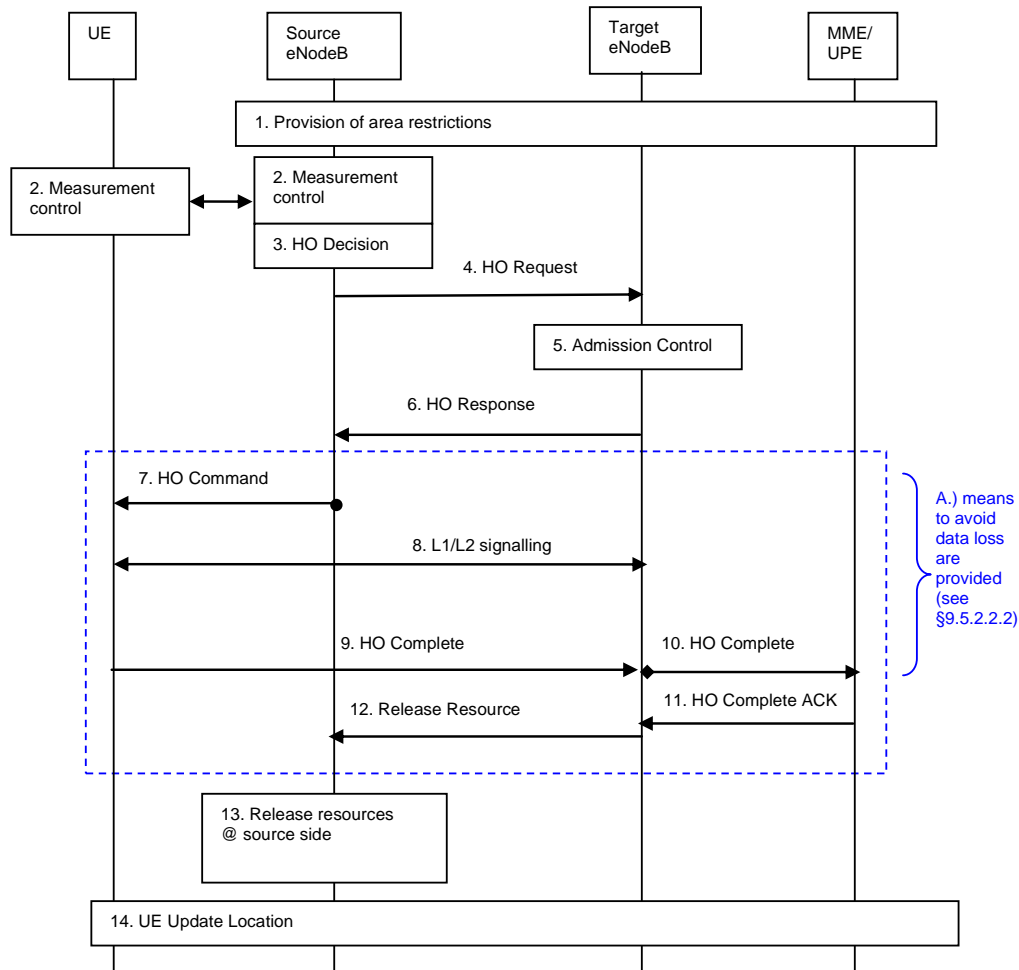 UE
Source
eNodeB
Target
eNodeB
MME/
UPE
1. Provision of area restrictions
2. Measurement
control
2. Measurement
control
3. HO Decision
4. HO Request
5. Admission Control
6. HO Response
7. HO Command
8. L1/L2 signalling
A.) means
to avoid
data loss
are
provided
(see
§9.5.2.2.2)
9. HO Complete
10. HO Complete
11. HO Complete ACK
12. Release Resource
13. Release resources
@ source side
14. UE Update Location